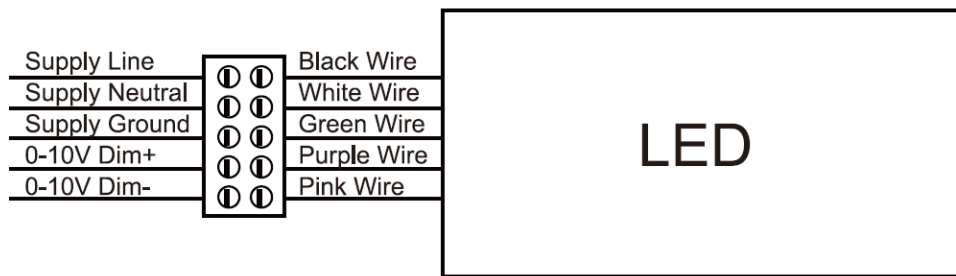 Supply Line Black Wire
Supply Neutral White Wire
Supply Ground Green Wire
0-10V Dim+ Purple Wire
0-10V Dim- Pink Wire
LED